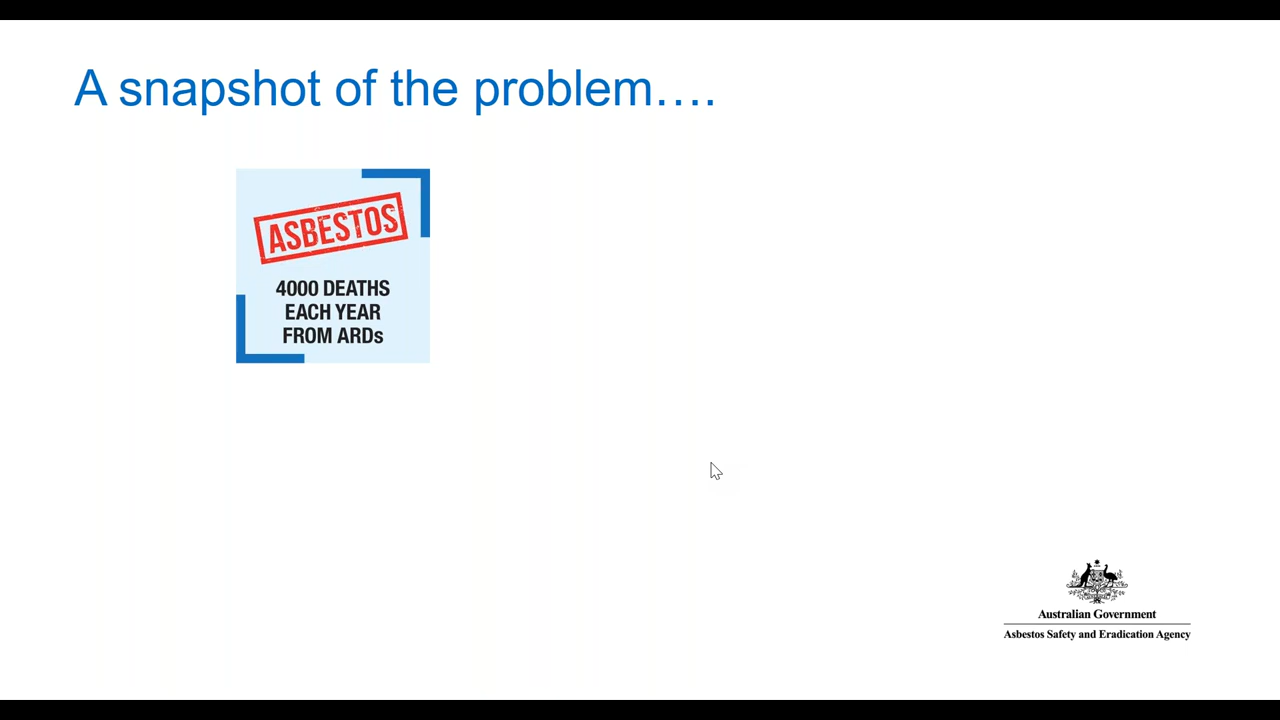 A snapshot of the problem….
ASBESTOS
4000 DEATHS
EACH YEAR
FROM ARDs
Australian Government
Asbestos Safety and Eradication Agency